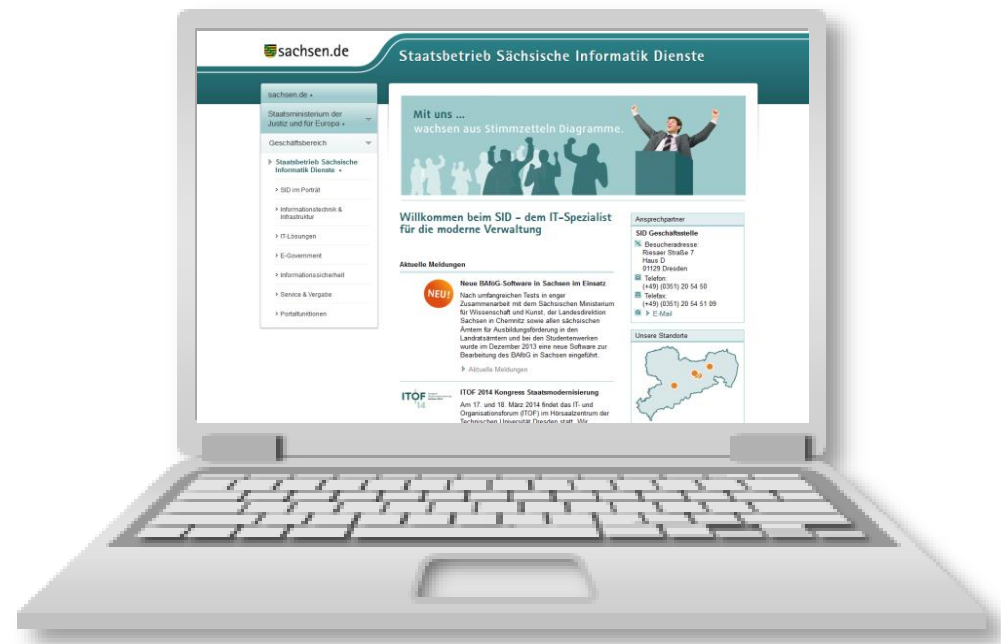 sachsen.de
Staatsbetrieb Sächsische Informatik Dienste
sachsen.de
Staatsministerium der
Justiz und für Europa
Geschäftsbereich
Staatsbetrieb Sächsische
Informatik Dienste
SID im Porträt
Informationstechnik &
Infrastruktur
IT-Lösungen
E-Government
Informationssicherheit
Service & Vergabe
Portalfunktionen
Mit uns ...
wachsen aus Stimmzetteln Diagramme.
Willkommen beim SID – dem IT-Spezialist
für die moderne Verwaltung
Aktuelle Meldungen
NEU!
Neue BAföG-Software in Sachsen im Einsatz
Nach umfangreichen Tests in enger
Zusammenarbeit mit dem Sächsischen Ministerium
für Wissenschaft und Kunst, der Landesdirektion
Sachsen in Chemnitz sowie allen sächsischen
Ämtern für Ausbildungsförderung in den
Landratsämtern und bei den Studentenwerken
wurde im Dezember 2013 eine neue Software zur
Bearbeitung des BAföG in Sachsen eingeführt.
Aktuelle Meldungen
ITOF
'14
ITOF 2014 Kongress Staatsmodernisierung
Am 17. und 18. März 2014 findet das IT- und
Organisationsforum (ITOF) im Hörsaalzentrum der
Technischen Universität Dresden statt. Wir
Ansprechpartner
SID Geschäftsstelle
Besucheradresse:
Riesaer Straße 7
Haus D
01129 Dresden
Telefon:
(+49) (0351) 20 54 50
Telefax:
(+49) (0351) 20 54 51 09
E-Mail
Unsere Standorte